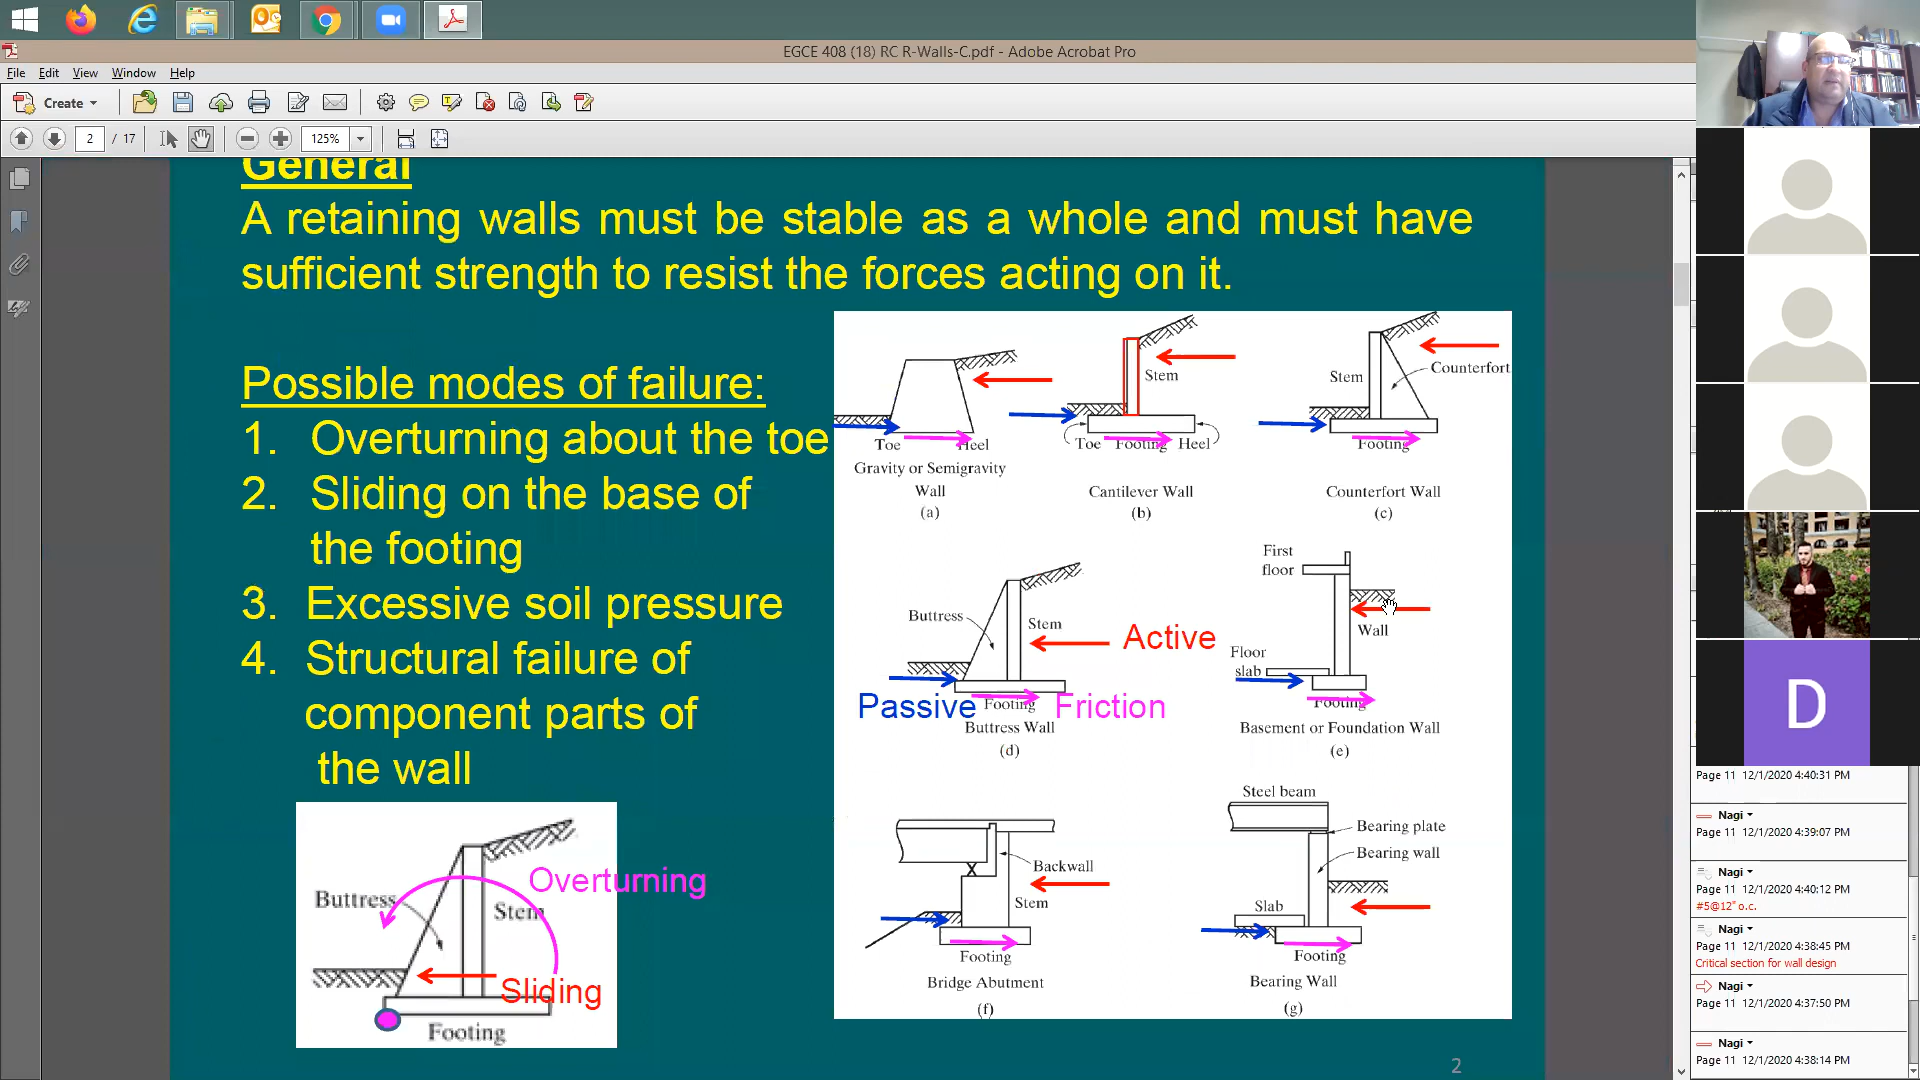 EGCE 408 (18) RC R-Walls-C.pdf - Adobe Acrobat Pro
File Edit View Window Help
Create
2 / 17
125%
General
A retaining walls must be stable as a whole and must have
sufficient strength to resist the forces acting on it.
Possible modes of failure:
1. Overturning about the toe
2. Sliding on the base of
the footing
3. Excessive soil pressure
4. Structural failure of
component parts of
the wall
Overturning
Buttress
Stem
Sliding
Footing
Toe Heel
Gravity or Semigravity
Wall
(a)
Stem
Toe Footing Heel
Cantilever Wall
(b)
Stem
Counterfort
Footing
Counterfort Wall
(c)
Buttress
Stem
Active
Passive
Footing
Friction
Buttress Wall
(d)
First
floor
Wall
Floor
slab
Footing
Basement or Foundation Wall
(e)
Backwall
Stem
Footing
Bridge Abutment
(f)
Steel beam
Bearing plate
Bearing wall
Slab
Footing
Bearing Wall
(g)
2
D
Page 11 12/1/2020 4:40:31 PM
Nagi
Page 11 12/1/2020 4:39:07 PM
Nagi
Page 11 12/1/2020 4:40:12 PM
#5@12" o.c.
Nagi
Page 11 12/1/2020 4:38:45 PM
Critical section for wall design
Nagi
Page 11 12/1/2020 4:37:50 PM
Nagi
Page 11 12/1/2020 4:38:14 PM